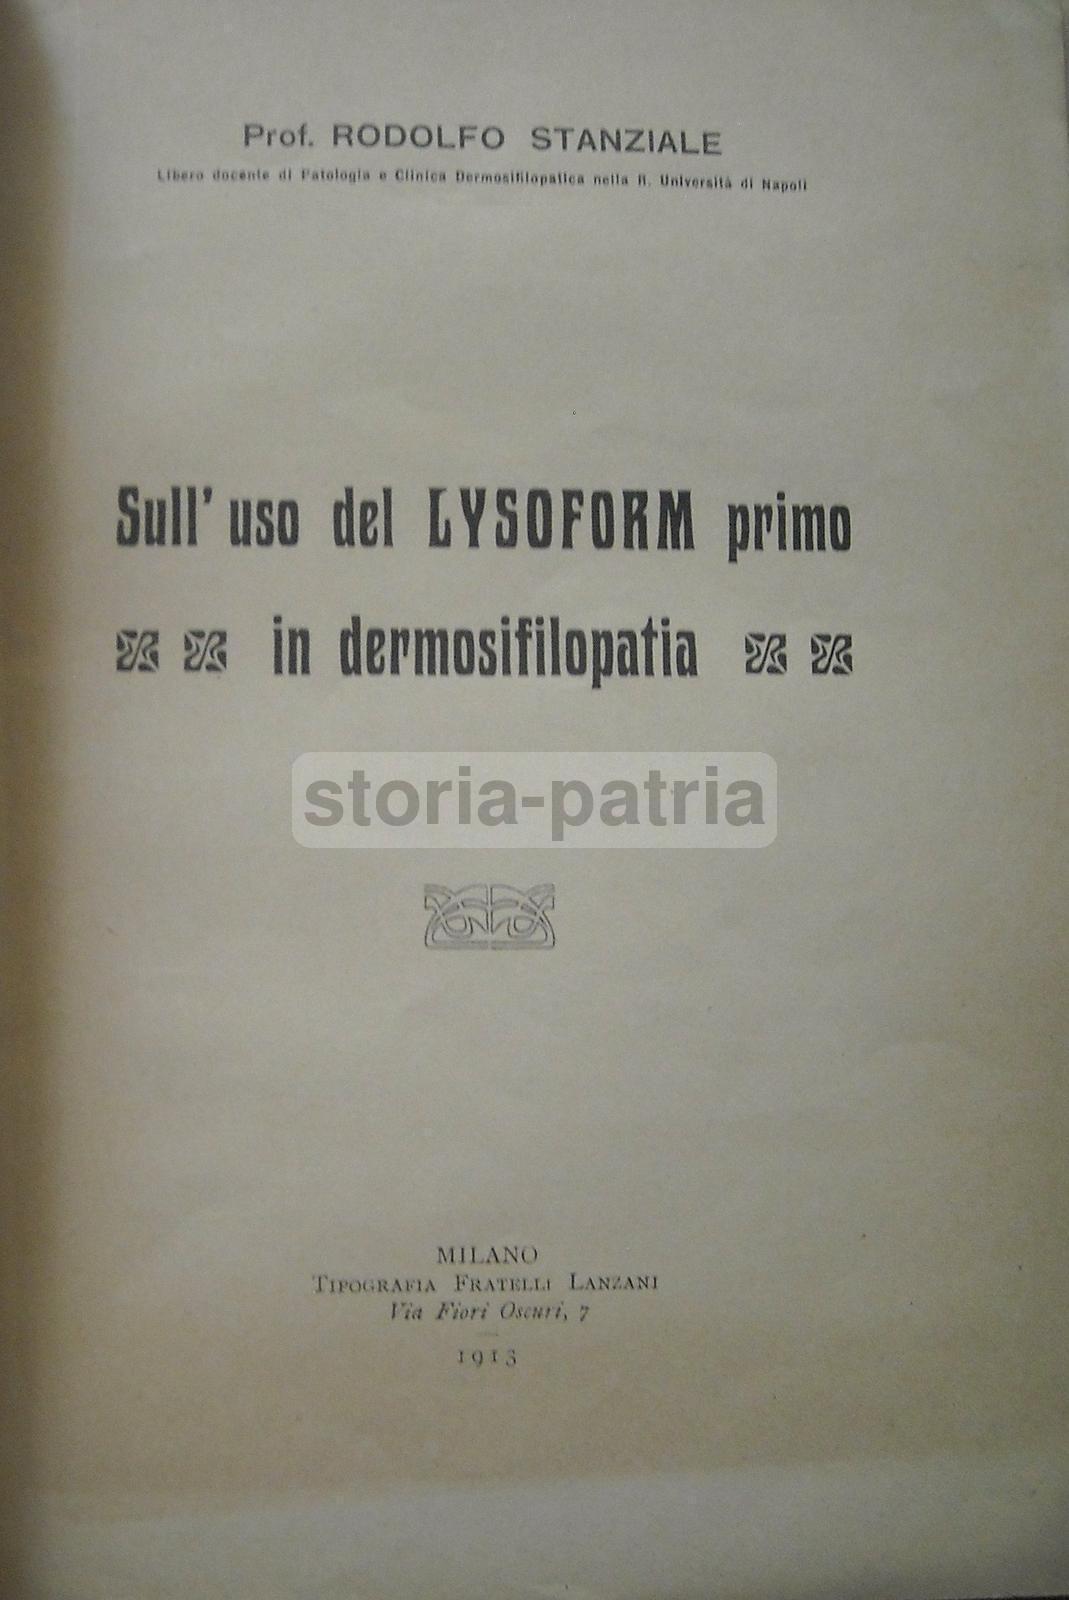 Prof. RODOLFO STANZIALE
Libero docente di Patologia e Clinica Dermosifilopatica nella R. Università di Napoli
Sull' uso del LYSOFORM primo
in dermosifilopatia
storia-patria
MILANO
TIPOGRAFIA FRATELLI LANZANI
Via Fiori Oscuri, 7
1913